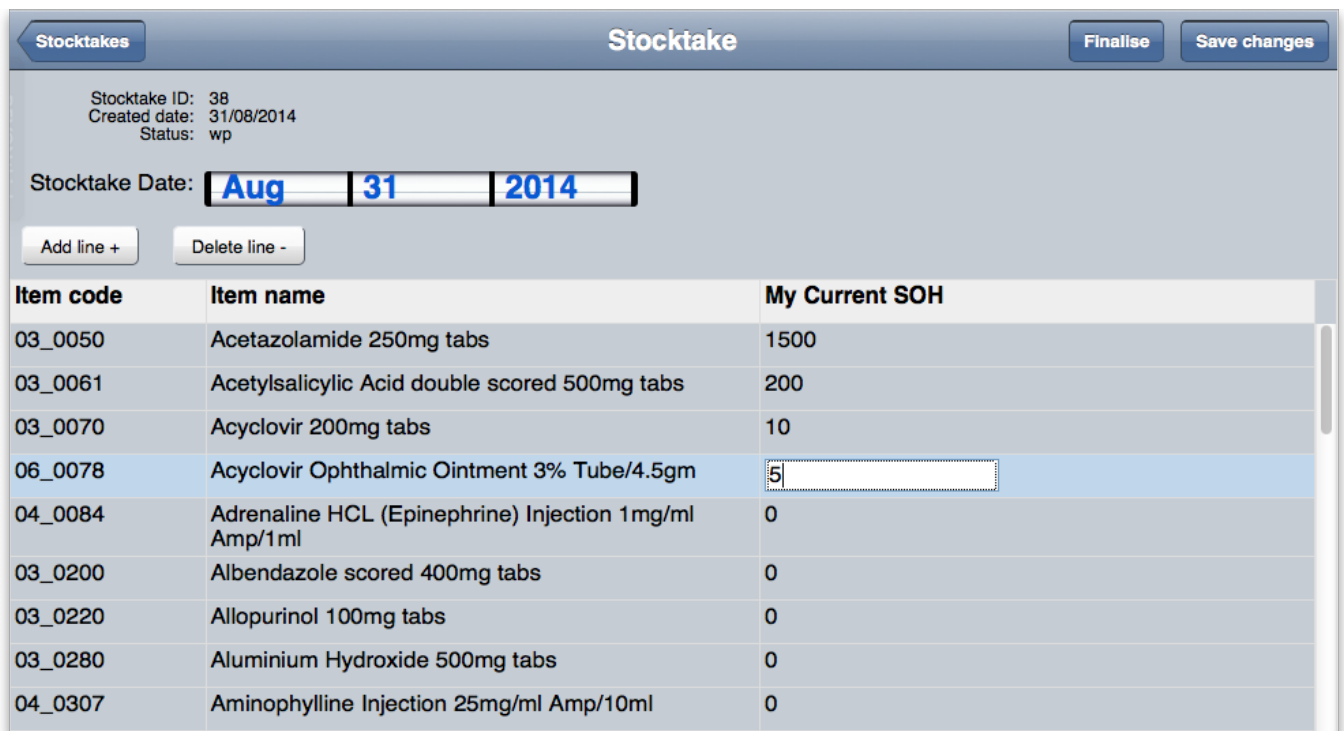 Stocktakes Stocktake Finalise Save changes
Stocktake ID: 38
Created date: 31/08/2014
Status: wp
Stocktake Date: Aug 31 2014
Add line + Delete line -
Item code Item name My Current SOH
03_0050 Acetazolamide 250mg tabs 1500
03_0061 Acetylsalicylic Acid double scored 500mg tabs 200
03_0070 Acyclovir 200mg tabs 10
06_0078 Acyclovir Ophthalmic Ointment 3% Tube/4.5gm 5
04_0084 Adrenaline HCL (Epinephrine) Injection 1mg/ml 0
Amp/1ml
03_0200 Albendazole scored 400mg tabs 0
03_0220 Allopurinol 100mg tabs 0
03_0280 Aluminium Hydroxide 500mg tabs 0
04_0307 Aminophylline Injection 25mg/ml Amp/10ml 0